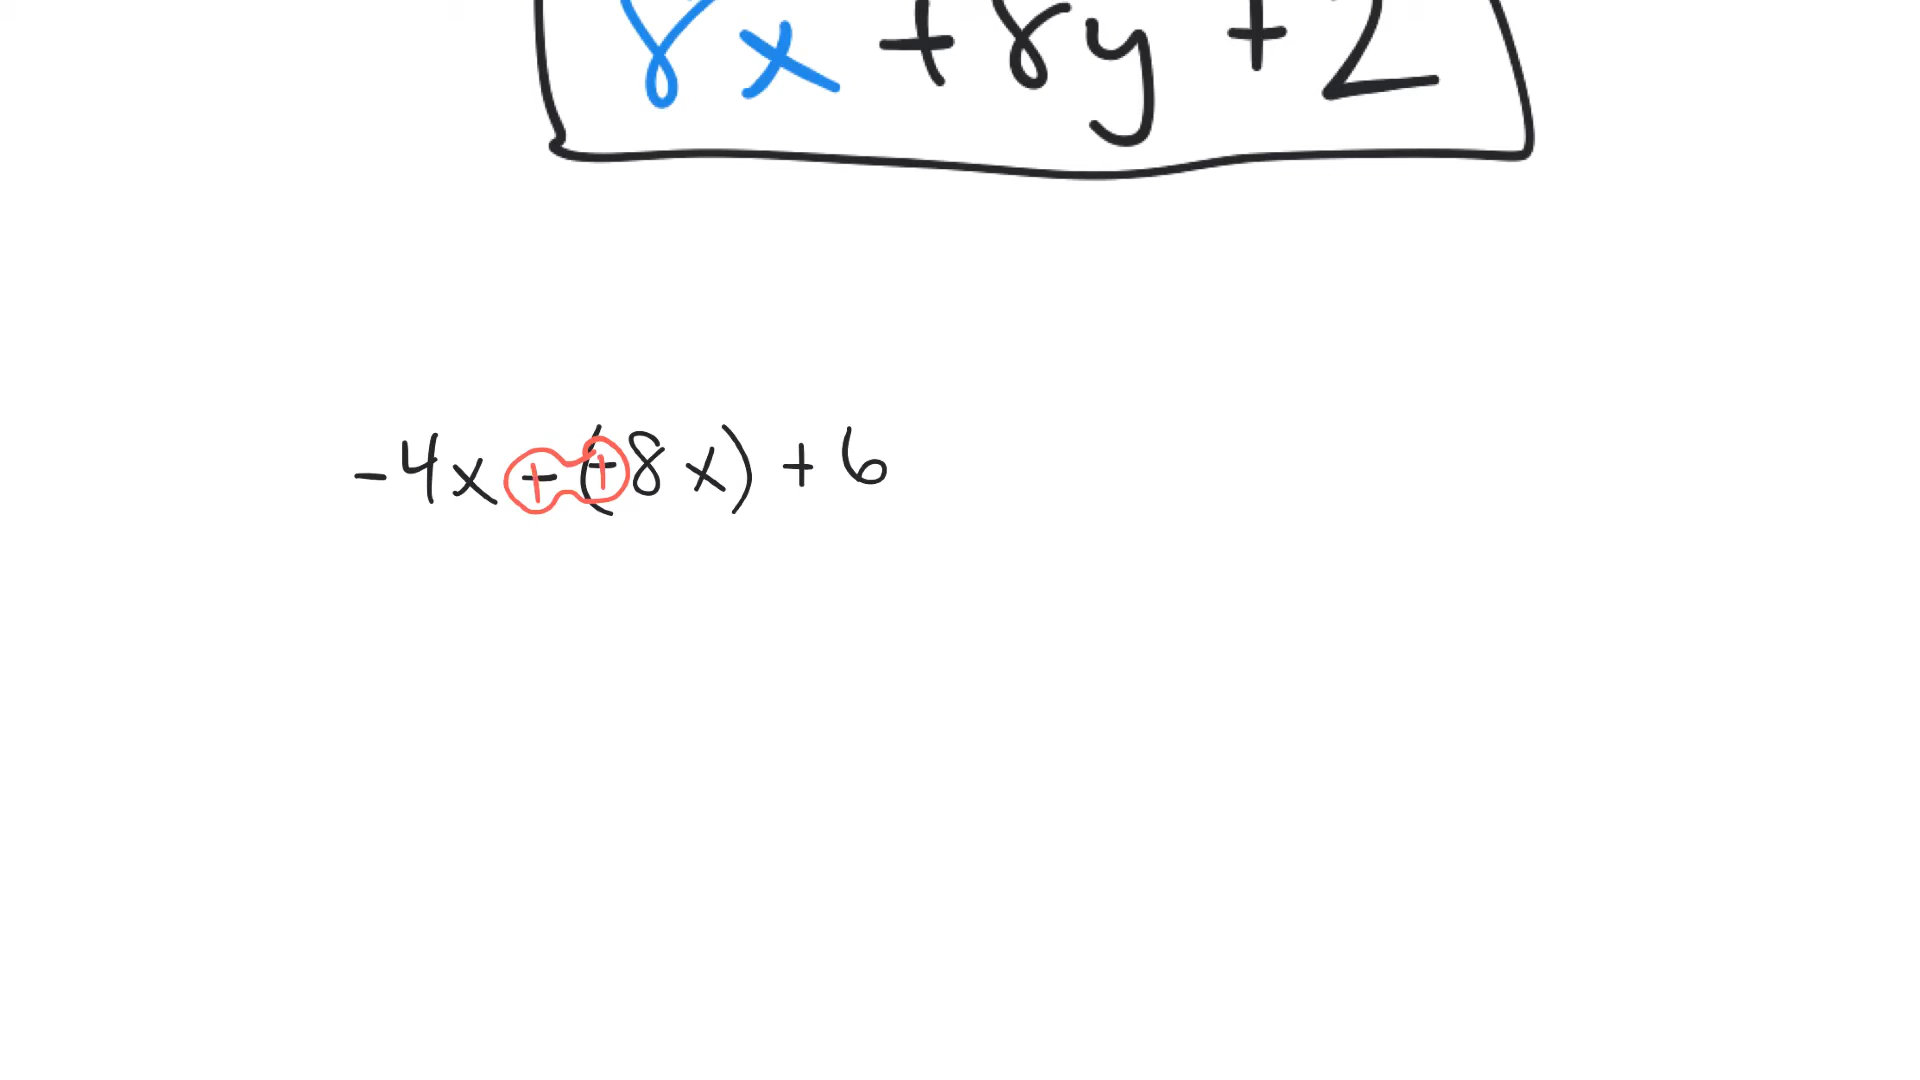 8x + 8y + 2
-4x + (+8x) + 6